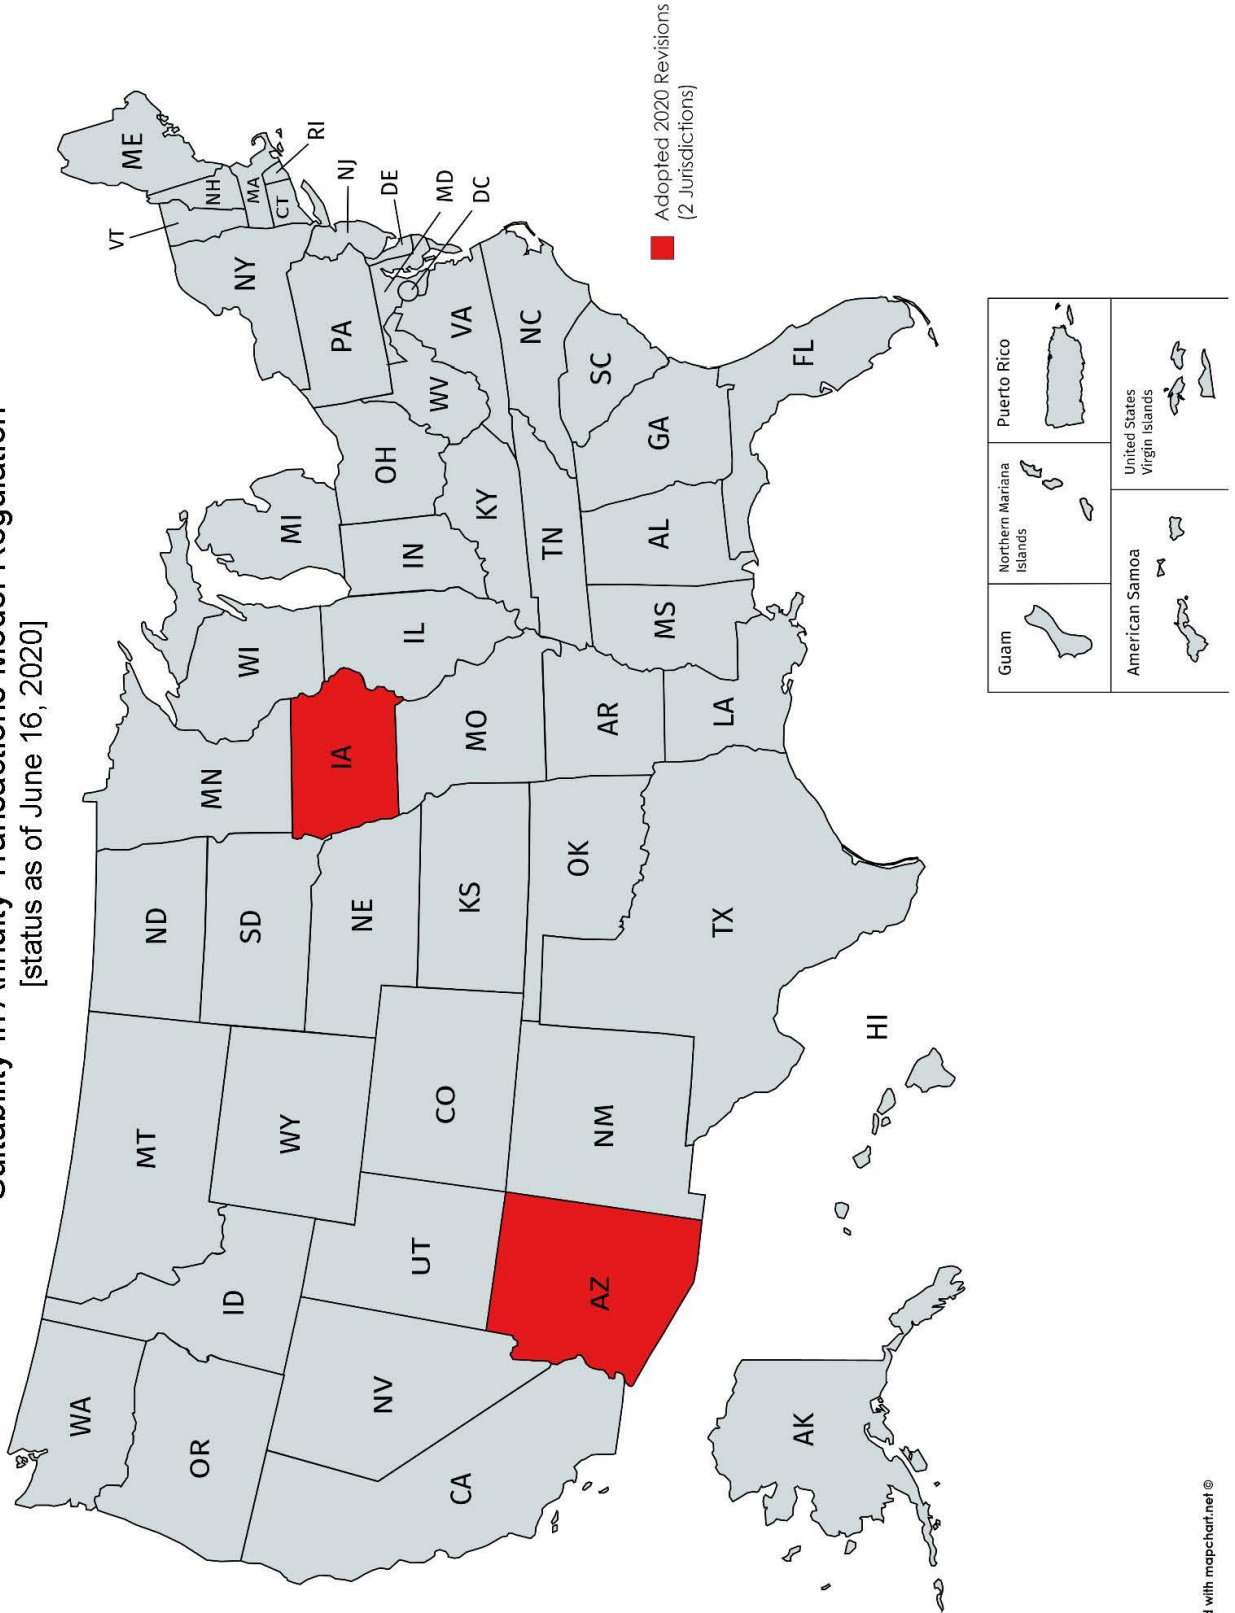 Suitability in Annuity Transactions Model Regulation
[status as of June 16, 2020]
WA
OR
CA
NV
ID
MT
WY
UT
AZ
CO
NM
ND
SD
NE
KS
OK
TX
MN
IA
MO
AR
LA
WI
IL
MI
IN
OH
KY
TN
MS
AL
GA
FL
SC
NC
VA
WV
PA
NY
VT
NH
ME
MA
CT
RI
NJ
DE
MD
DC
AK
HI
Adopted 2020 Revisions
(2 Jurisdictions)
Guam
Northern Mariana
Islands
Puerto Rico
American Samoa
United States
Virgin Islands
with mapchart.net ©